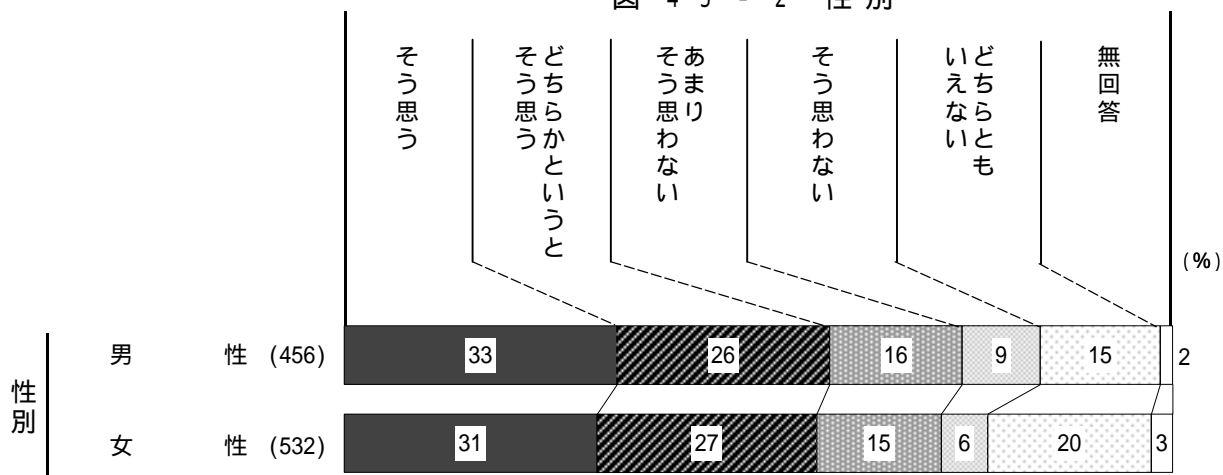 図 4 5 - 2 性別
そう思う
どちらかというと
そう思う
あまり
そう思わない
そう思わない
どちらとも
いえない
無回答
(%)
性別
男 性 (456)
33
26
16
9
15
2
女 性 (532)
31
27
15
6
20
3